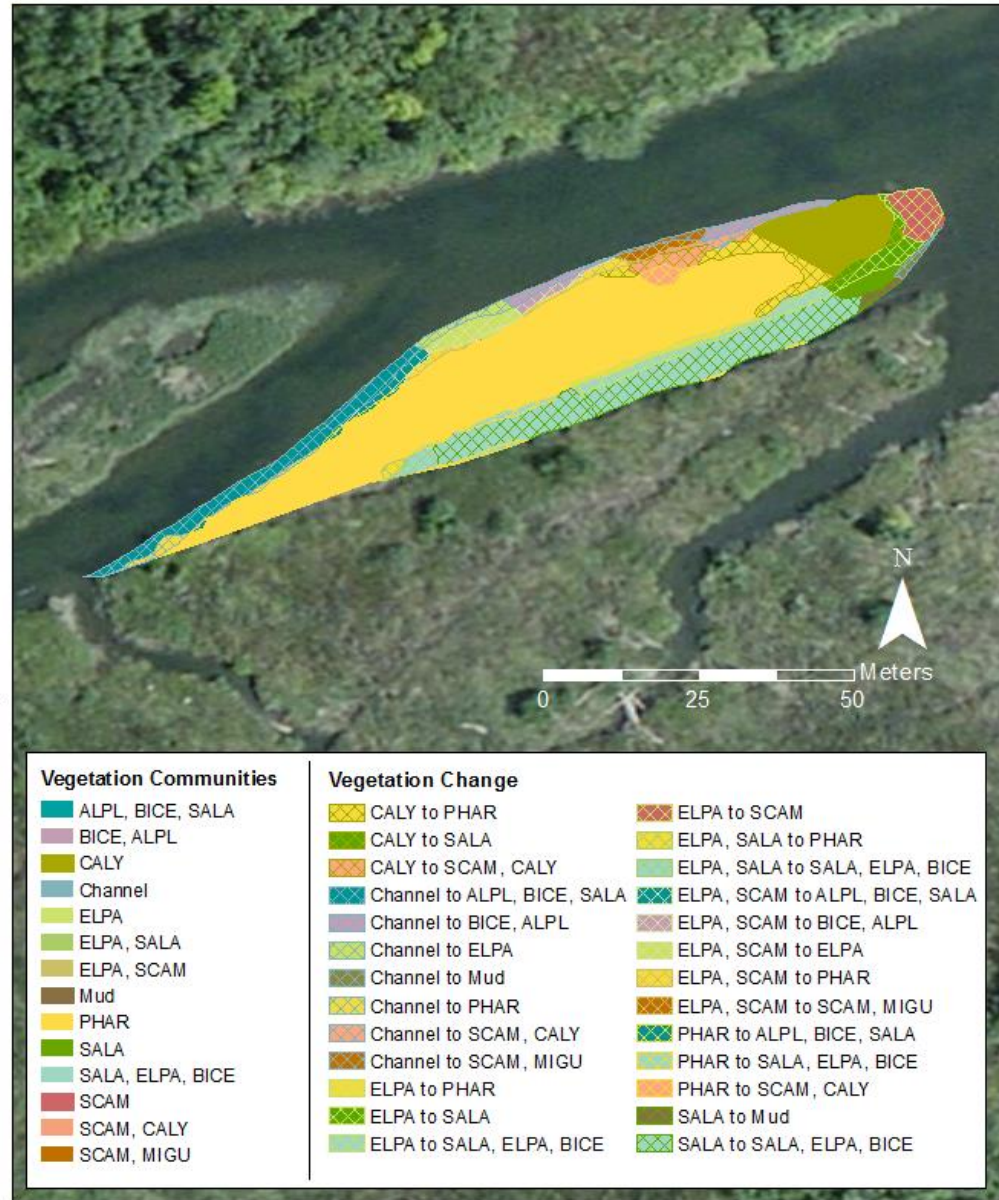 N
Meters
0 25 50
Vegetation Communities
ALPL, BICE, SALA
BICE, ALPL
CALY
Channel
ELPA
ELPA, SALA
ELPA, SCAM
Mud
PHAR
SALA
SALA, ELPA, BICE
SCAM
SCAM, CALY
SCAM, MIGU
Vegetation Change
CALY to PHAR
CALY to SALA
CALY to SCAM, CALY
Channel to ALPL, BICE, SALA
Channel to BICE, ALPL
Channel to ELPA
Channel to Mud
Channel to PHAR
Channel to SCAM, CALY
Channel to SCAM, MIGU
ELPA to PHAR
ELPA to SALA
ELPA to SALA, ELPA, BICE
ELPA to SCAM
ELPA, SALA to PHAR
ELPA, SALA to SALA, ELPA, BICE
ELPA, SCAM to ALPL, BICE, SALA
ELPA, SCAM to BICE, ALPL
ELPA, SCAM to ELPA
ELPA, SCAM to PHAR
ELPA, SCAM to SCAM, MIGU
PHAR to ALPL, BICE, SALA
PHAR to SALA, ELPA, BICE
PHAR to SCAM, CALY
SALA to Mud
SALA to SALA, ELPA, BICE